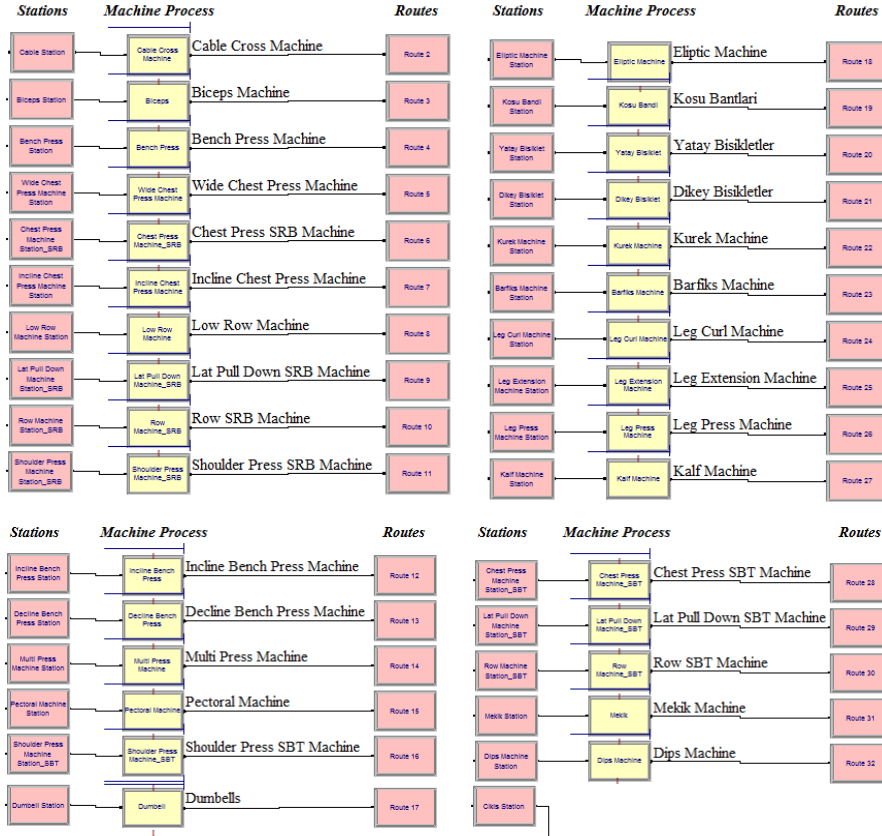 Stations Machine Process Routes
Cable Station
Cable Cross
Machine
Cable Cross Machine
Route 2
Biceps Station
Biceps
Biceps Machine
Route 3
Bench Press
Station
Bench Press
Bench Press Machine
Route 4
Wide Chest
Press Machine
Station
Wide Chest
Press Machine
Wide Chest Press Machine
Route 5
Chest Press
Machine
Station_SRB
Chest Press
Machine_SRB
Chest Press SRB Machine
Route 6
Incline Chest
Press Machine
Station
Incline Chest
Press Machine
Incline Chest Press Machine
Route 7
Low Row
Machine Station
Low Row
Machine
Low Row Machine
Route 8
Lat Pull Down
Machine
Station_SRB
Lat Pull Down
Machine_SRB
Lat Pull Down SRB Machine
Route 9
Row Machine
Station_SRB
Row
Machine_SRB
Row SRB Machine
Route 10
Shoulder Press
Machine
Station_SRB
Shoulder Press
Machine_SRB
Shoulder Press SRB Machine
Route 11
Stations Machine Process Routes
Eliptic Machine
Station
Eliptic Machine
Eliptic Machine
Route 18
Kosu Bandi
Station
Kosu Bandi
Kosu Bantlari
Route 19
Yatay Bisiklet
Station
Yatay Bisiklet
Yatay Bisikletler
Route 20
Dikey Bisiklet
Station
Dikey Bisiklet
Dikey Bisikletler
Route 21
Kurek Machine
Station
Kurek Machine
Kurek Machine
Route 22
Barfiks Machine
Station
Barfiks Machine
Barfiks Machine
Route 23
Leg Curl Machine
Station
Leg Curl Machine
Leg Curl Machine
Route 24
Leg Extension
Machine Station
Leg Extension
Machine
Leg Extension Machine
Route 25
Leg Press
Machine Station
Leg Press
Machine
Leg Press Machine
Route 26
Kalf Machine
Station
Kalf Machine
Kalf Machine
Route 27
Stations Machine Process Routes
Incline Bench
Press Station
Incline Bench
Press
Incline Bench Press Machine
Route 12
Decline Bench
Press Station
Decline Bench
Press
Decline Bench Press Machine
Route 13
Multi Press
Machine Station
Multi Press
Machine
Multi Press Machine
Route 14
Pectoral Machine
Station
Pectoral Machine
Pectoral Machine
Route 15
Shoulder Press
Machine
Station_SBT
Shoulder Press
Machine_SBT
Shoulder Press SBT Machine
Route 16
Dumbell Station
Dumbell
Dumbells
Route 17
Stations Machine Process Routes
Chest Press
Machine
Station_SBT
Chest Press
Machine_SBT
Chest Press SBT Machine
Route 28
Lat Pull Down
Machine
Station_SBT
Lat Pull Down
Machine_SBT
Lat Pull Down SBT Machine
Route 29
Row Machine
Station_SBT
Row
Machine_SBT
Row SBT Machine
Route 30
Mekik Station
Mekik
Mekik Machine
Route 31
Dips Machine
Station
Dips Machine
Dips Machine
Route 32
Cikis Station